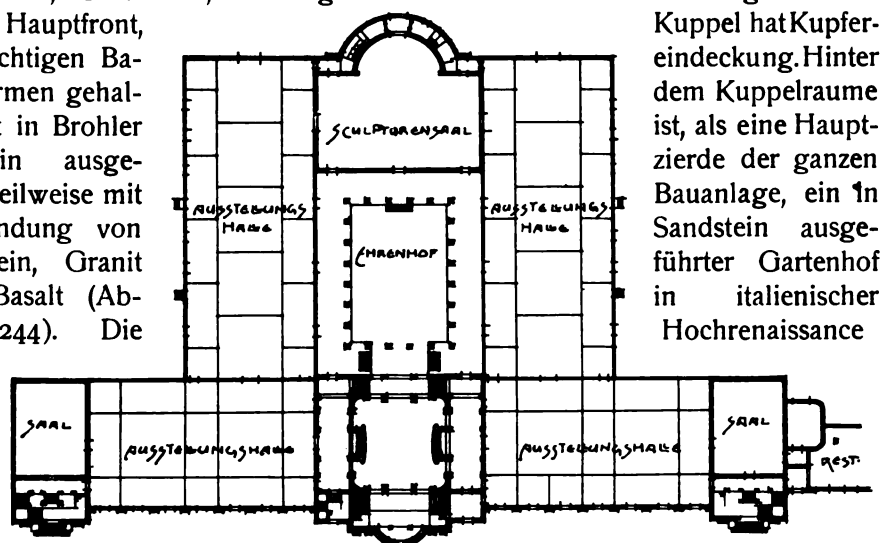 Hauptfront,
chtigen Ba-
rmen gehal-
in Brohler
in ausge-
eilweise mit
ndung von
ein, Granit
Basalt (Ab-
244). Die
Kuppel hat Kupfer-
eindeckung. Hinter
dem Kuppelraume
ist, als eine Haupt-
zierde der ganzen
Bauanlage, ein in
Sandstein ausge-
führter Gartenhof
in italienischer
Hochrenaissance
SCULPTURENSAAL
AUSSTELLUNGS
HALLE
EHRENHOF
AUSSTELLUNGS
HALLE
SAAL
AUSSTELLUNGSHALLE
AUSSTELLUNGSHALLE
SAAL
REST.